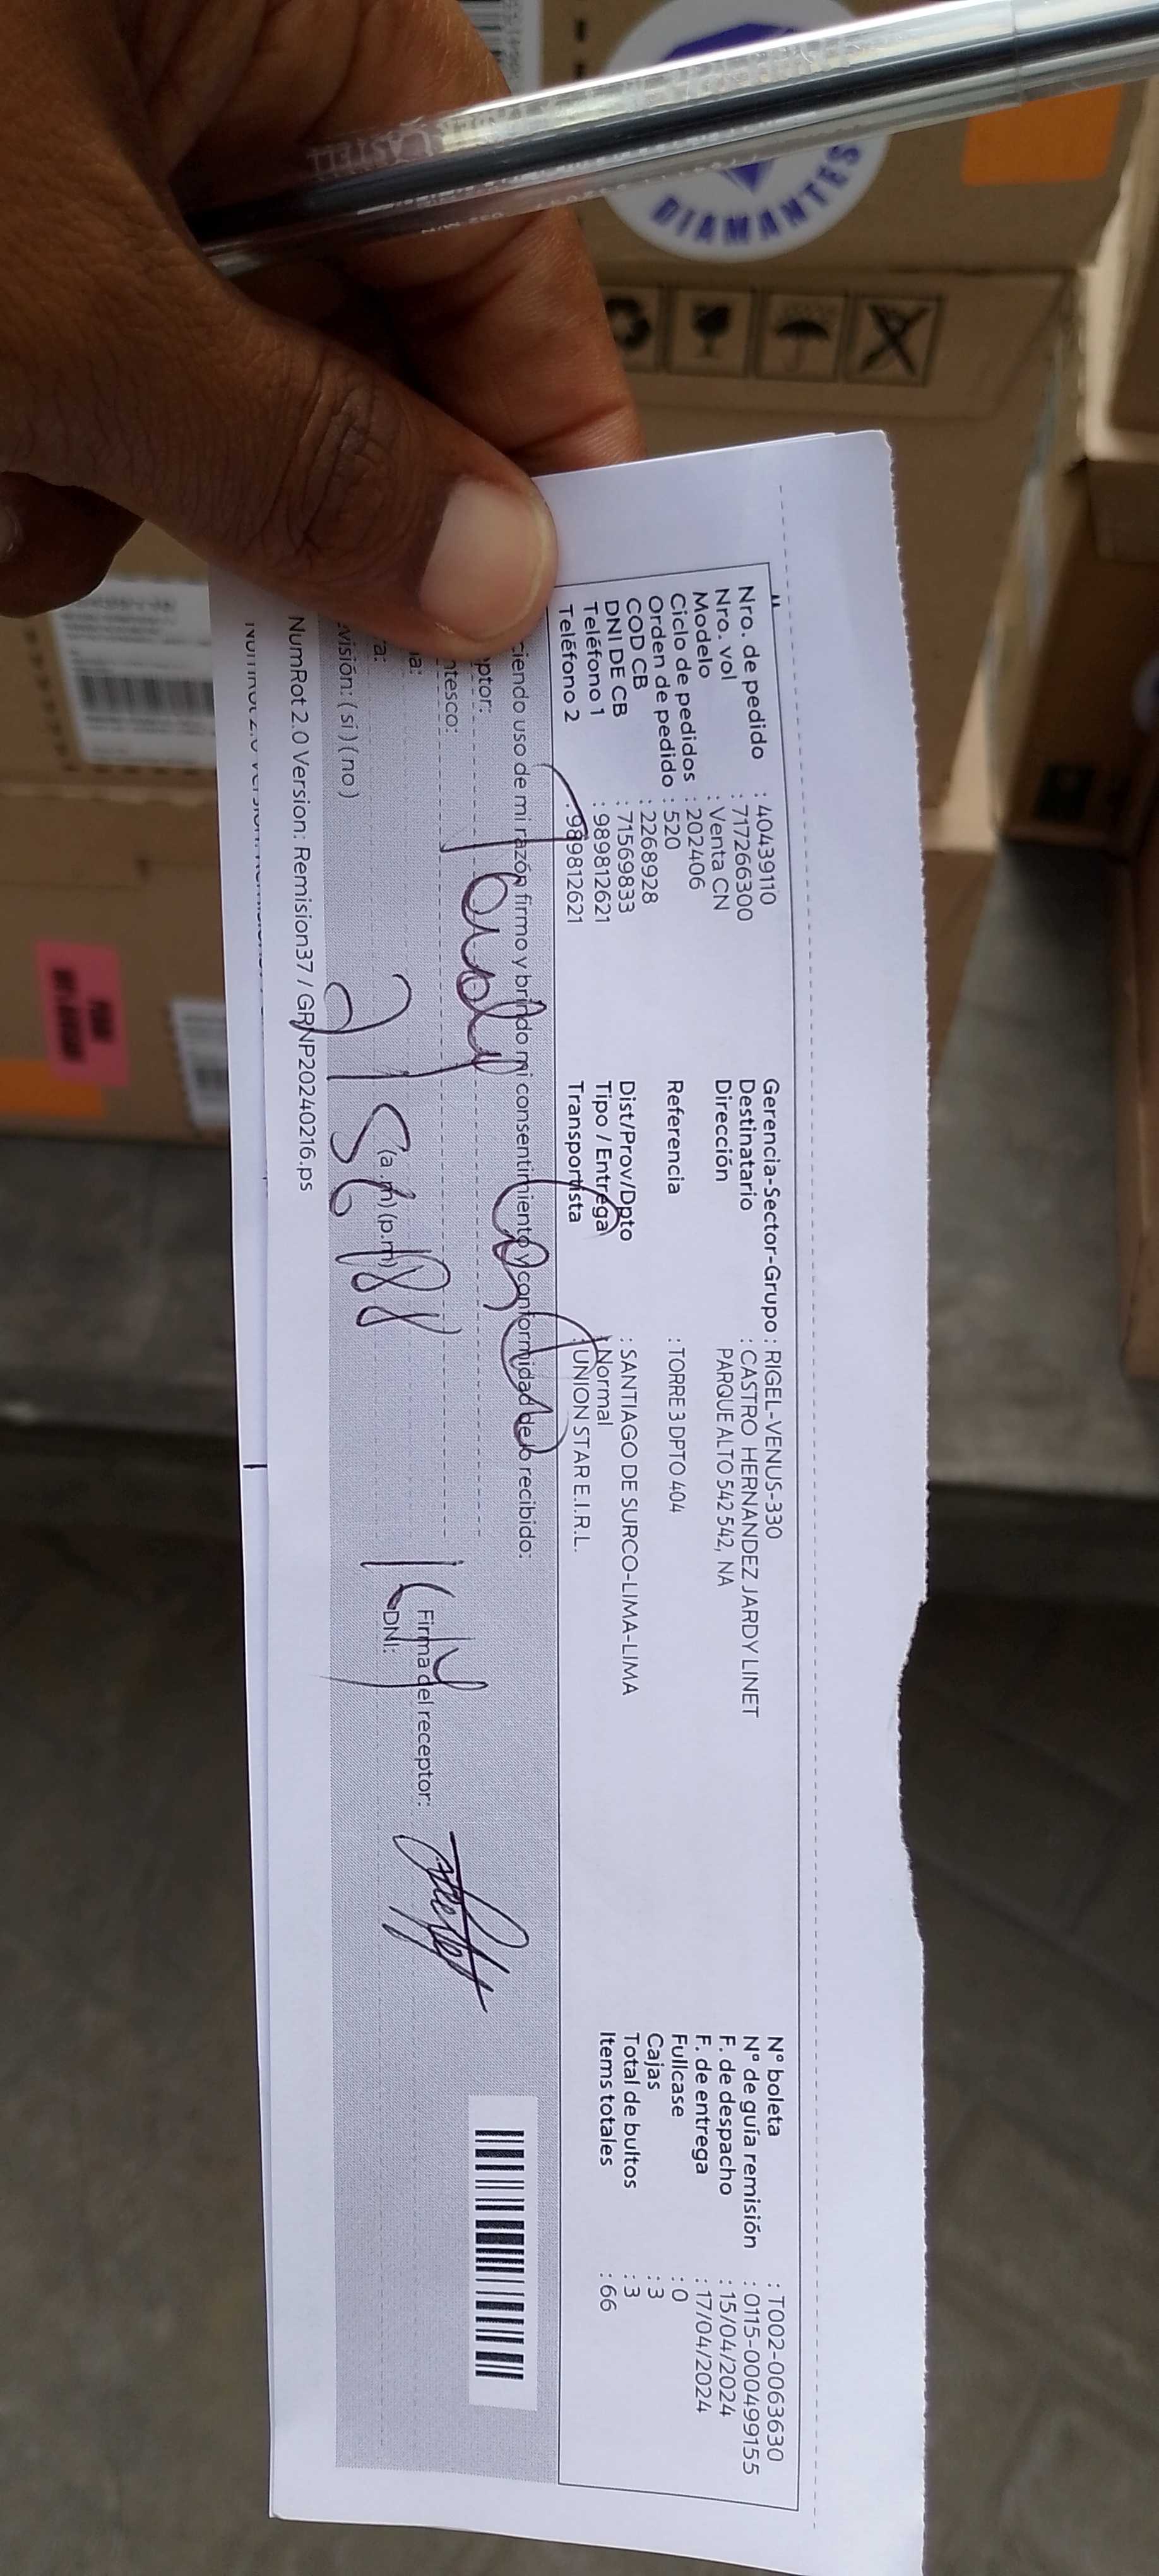 FABER CASTELL
DIAMANTES
Nro. de pedido : 40439110
Nro. vol : 717266300
Modelo : Venta CN
Ciclo de pedidos : 202406
Orden de pedido : 520
COD CB : 2268928
DNI DE CB : 71569833
Teléfono 1 : 989812621
Teléfono 2 : 989812621
Gerencia-Sector-Grupo : RIGEL-VENUS-330
Destinatario : CASTRO HERNANDEZ JARDY LINET
Dirección PARQUE ALTO 542 542, NA
Referencia : TORRE 3 DPTO 404
Dist/Prov/Dpto : SANTIAGO DE SURCO-LIMA-LIMA
Tipo / Entrega : Normal
Transportista : UNION STAR E.I.R.L.
N° boleta : T002-0063630
N° de guía remisión : 0115-000499155
F. de despacho : 15/04/2024
F. de entrega : 17/04/2024
Fullcase : 0
Cajas : 3
Total de bultos : 3
Items totales : 66
ciendo uso de mi razón firmo y brindo mi consentimiento y conformidad de lo recibido:
ptor:
ntesco:
a:
ra: (a.m) (p.m)
visión: ( si ) ( no )
Firma del receptor:
DNI:
NumRot 2.0 Version: Remision37 / GRNP20240216.ps